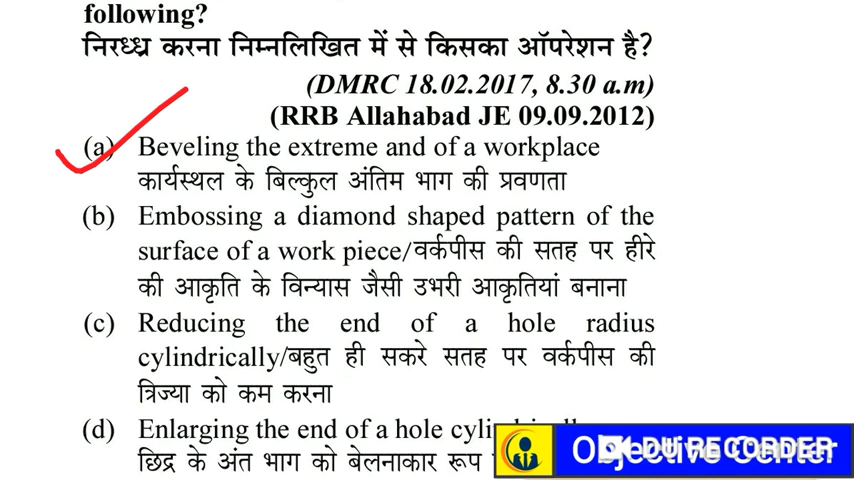 following?
निरध्ध्र करना निम्नलिखित में से किसका ऑपरेशन है?
(DMRC 18.02.2017, 8.30 a.m)
(RRB Allahabad JE 09.09.2012)
(a) Beveling the extreme and of a workplace
कार्यस्थल के बिल्कुल अंतिम भाग की प्रवणता
(b) Embossing a diamond shaped pattern of the
surface of a work piece/वर्कपीस की सतह पर हीरे
की आकृति के विन्यास जैसी उभरी आकृतियां बनाना
(c) Reducing the end of a hole radius
cylindrically/बहुत ही सकरे सतह पर वर्कपीस की
त्रिज्या को कम करना
(d) Enlarging the end of a hole
छिद्र के अंत भाग को बेलनाकार रूप
DU RECORDER
Objective Center